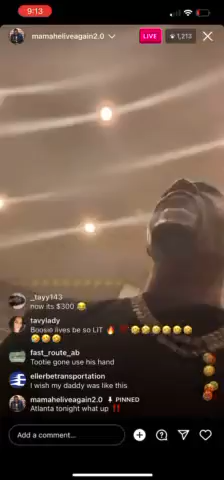 9:13
mamaheliveagain2.0
LIVE
1,213
_tayy143
now its $300 😂
tavylady
Boosio lives be so LIT 🔥
fast_route_ab
Tootie gone use his hand
ellerbetransportation
I wish my daddy was like this
mamaheliveagain2.0 PINNED
Atlanta tonight what up ‼️
Add a comment...